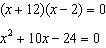 (x+12)(x−2) = 0
x² + 10x − 24 = 0